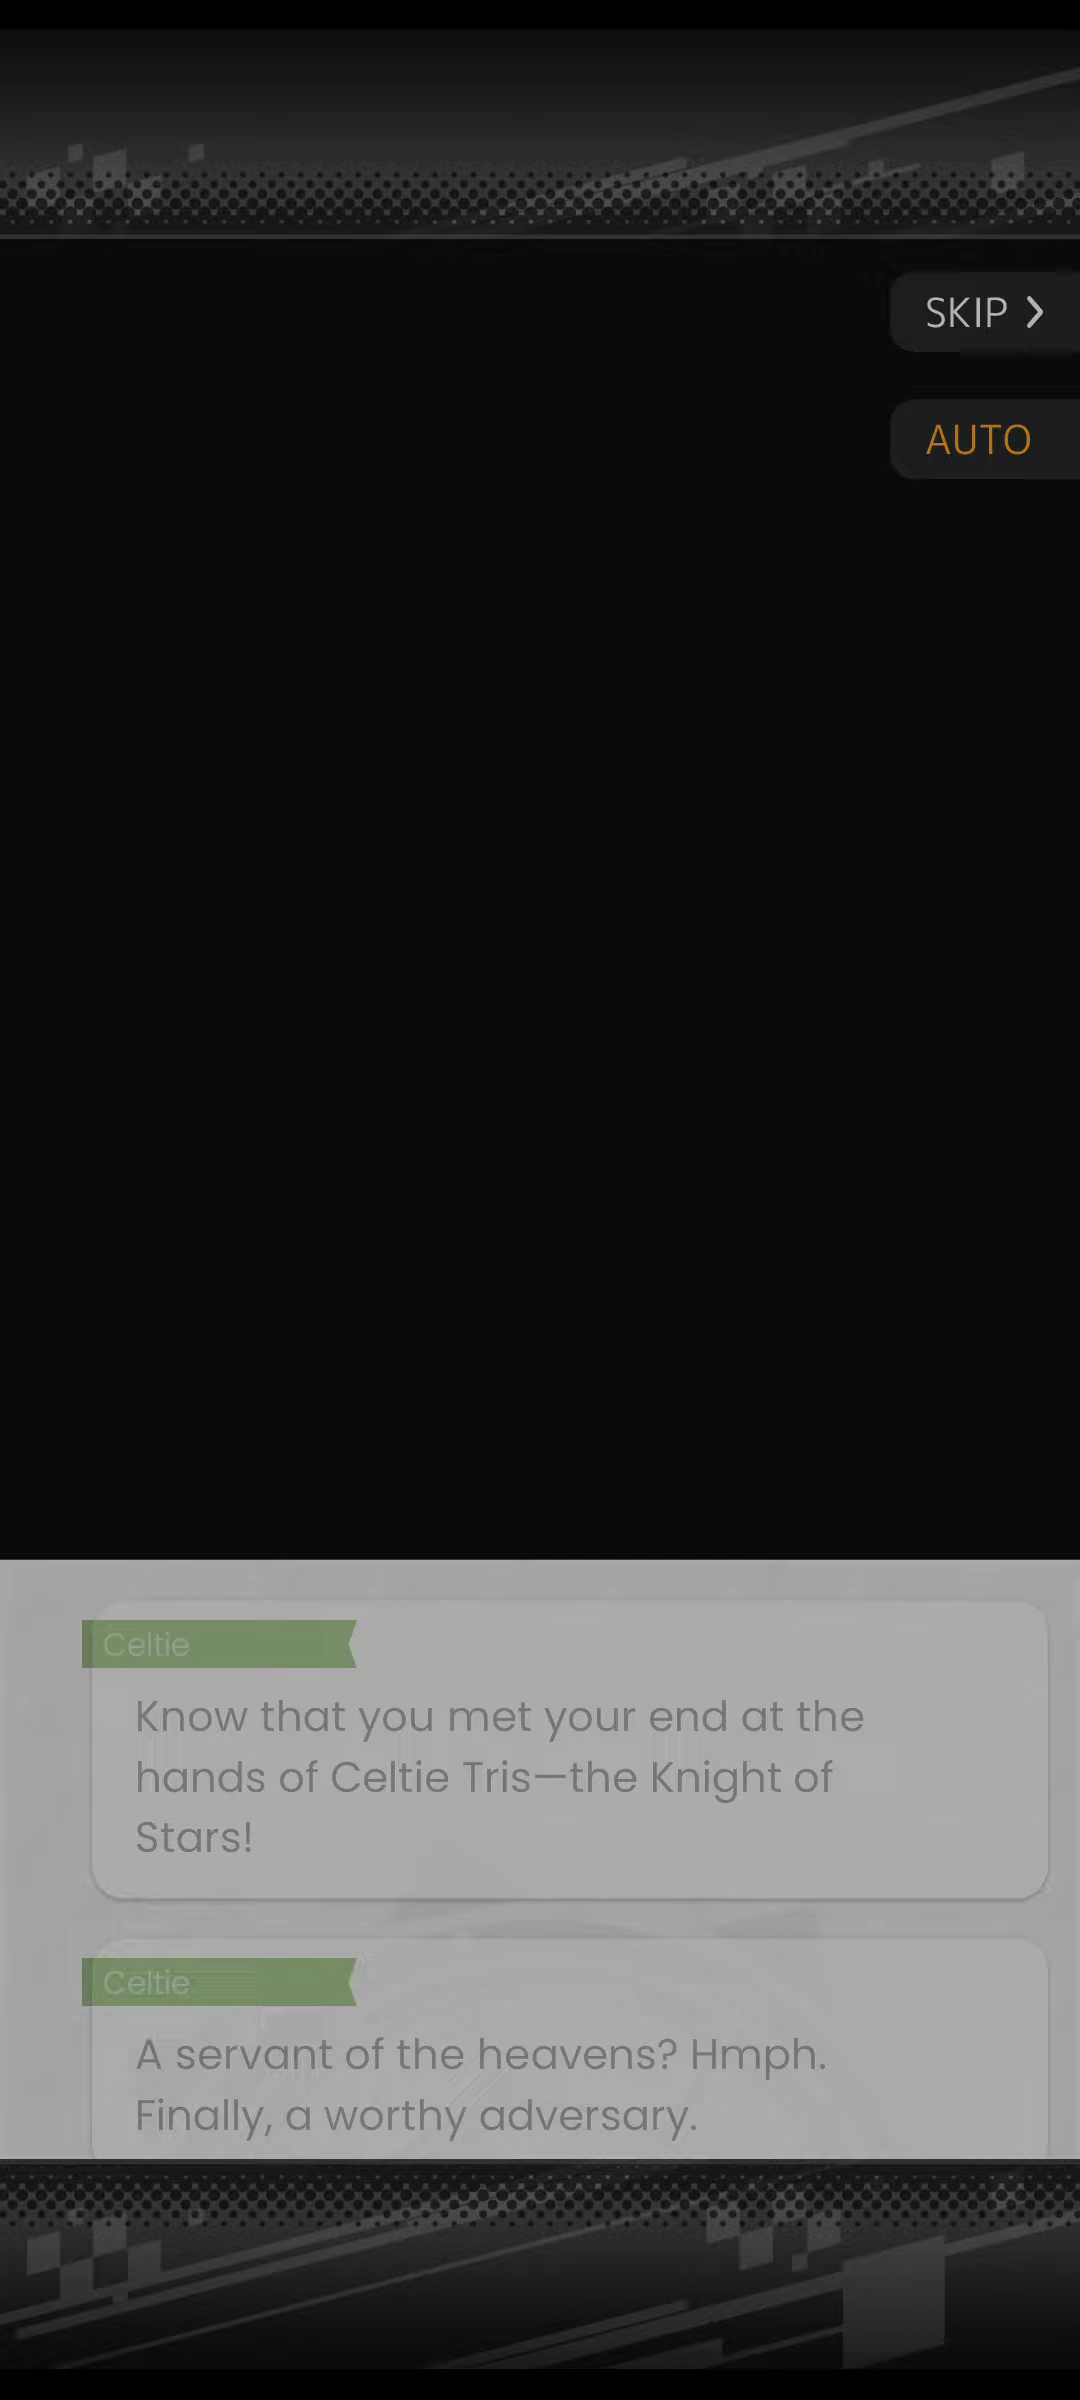 SKIP
AUTO
Celtie
Know that you met your end at the
hands of Celtie Tris—the Knight of
Stars!
Celtie
A servant of the heavens? Hmph.
Finally, a worthy adversary.